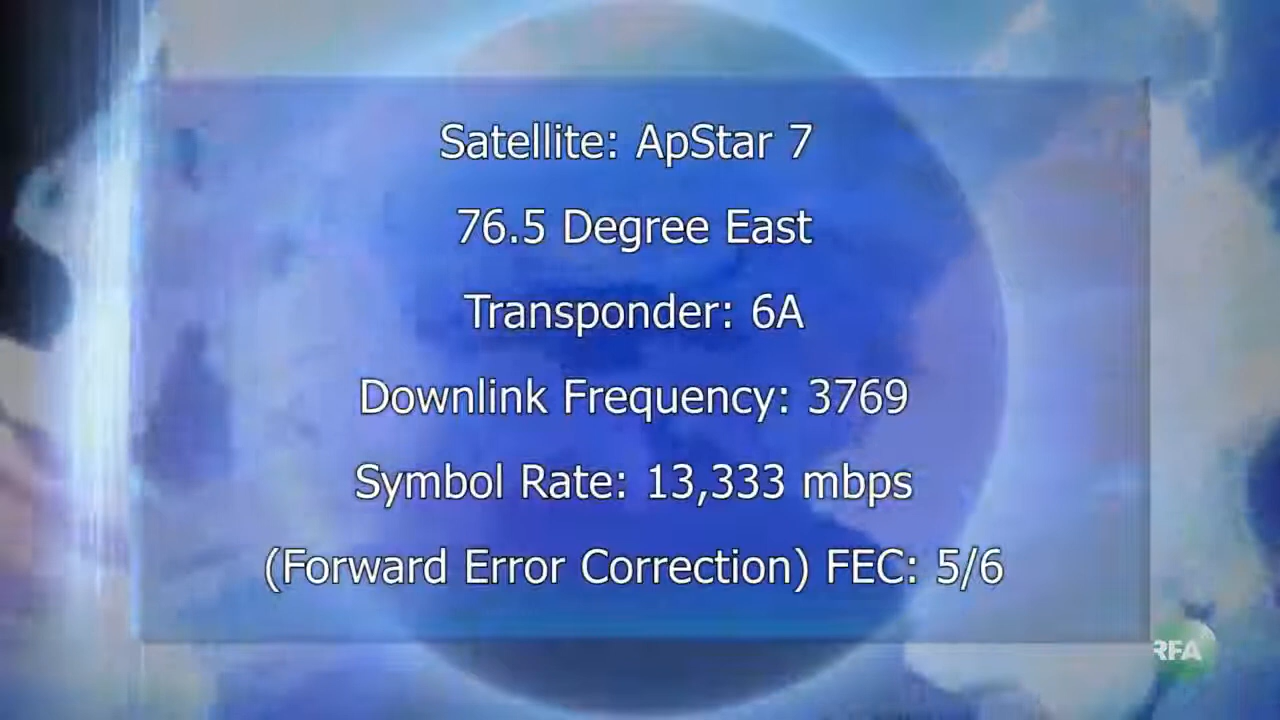 Satellite: ApStar 7
76.5 Degree East
Transponder: 6A
Downlink Frequency: 3769
Symbol Rate: 13,333 mbps
(Forward Error Correction) FEC: 5/6
RFA